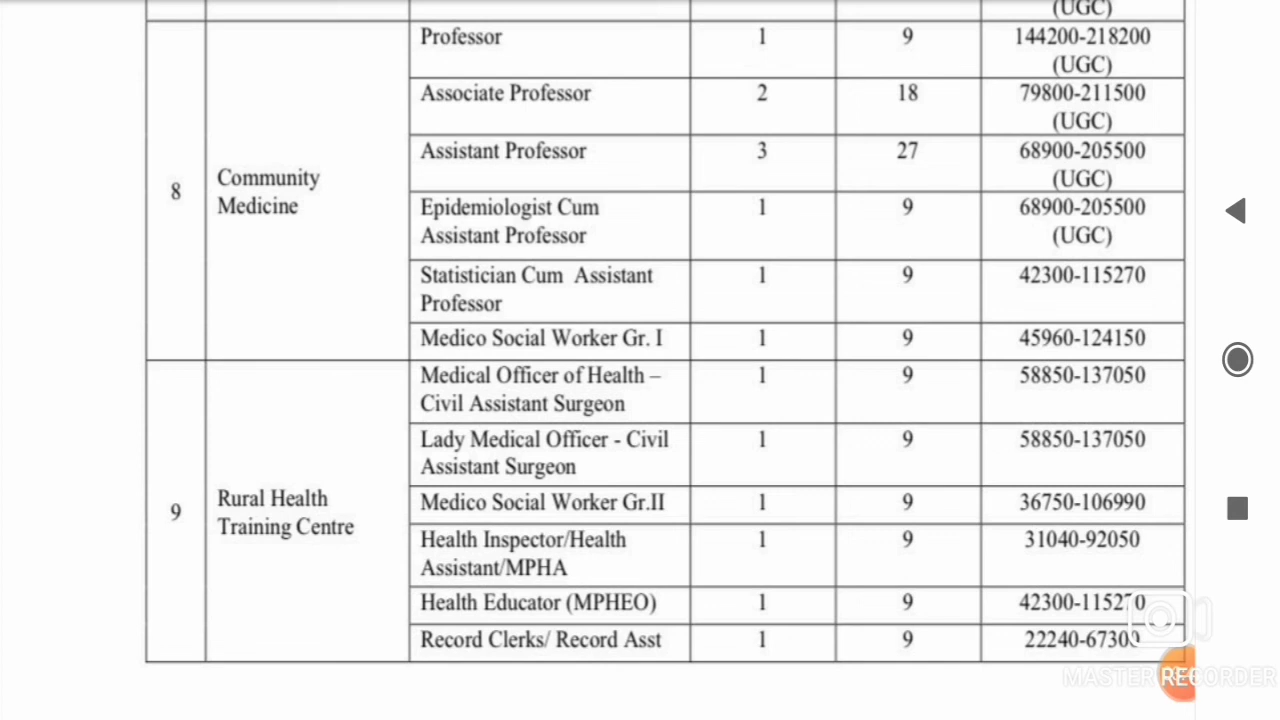 (UGC)
Professor 1 9 144200-218200
(UGC)
Associate Professor 2 18 79800-211500
(UGC)
Assistant Professor 3 27 68900-205500
(UGC)
8 Community
Medicine
Epidemiologist Cum 1 9 68900-205500
Assistant Professor (UGC)
Statistician Cum Assistant 1 9 42300-115270
Professor
Medico Social Worker Gr. I 1 9 45960-124150
Medical Officer of Health – 1 9 58850-137050
Civil Assistant Surgeon
Lady Medical Officer - Civil 1 9 58850-137050
Assistant Surgeon
9 Rural Health
Training Centre
Medico Social Worker Gr.II 1 9 36750-106990
Health Inspector/Health 1 9 31040-92050
Assistant/MPHA
Health Educator (MPHEO) 1 9 42300-115270
Record Clerks/ Record Asst 1 9 22240-67300
MASTER RECORDER